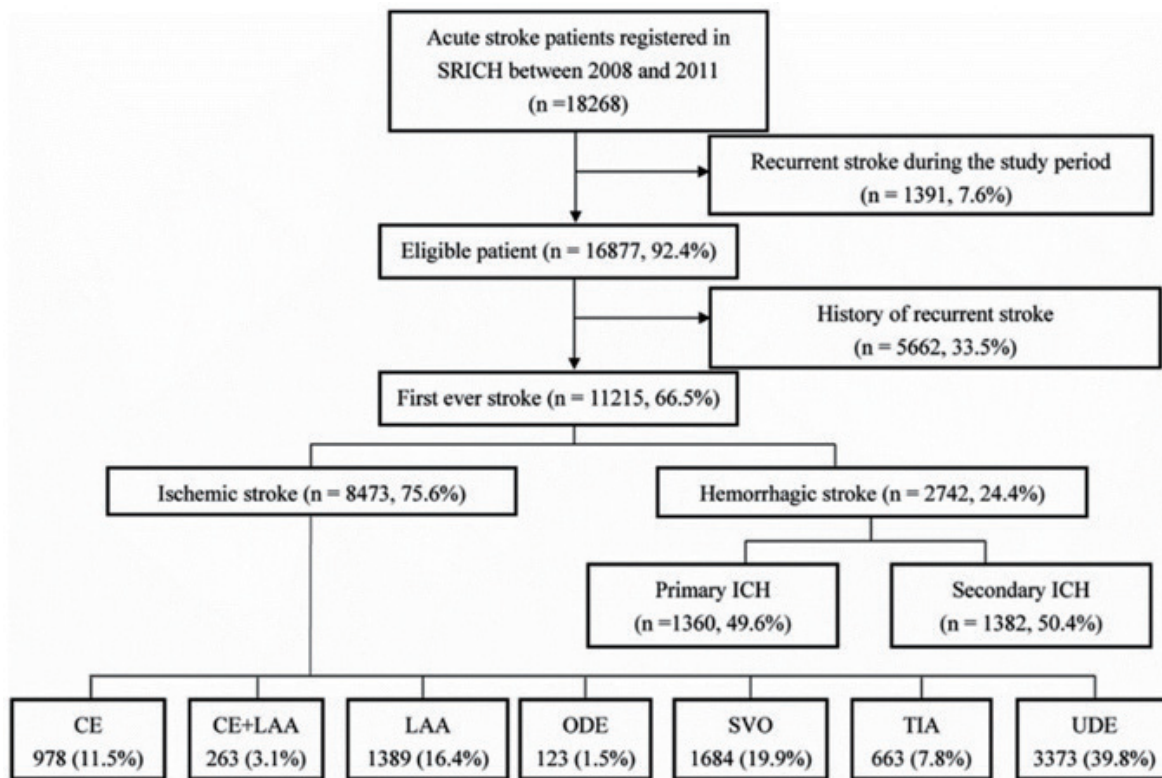 Acute stroke patients registered in
SRICH between 2008 and 2011
(n =18268)
Recurrent stroke during the study period
(n = 1391, 7.6%)
Eligible patient (n = 16877, 92.4%)
History of recurrent stroke
(n = 5662, 33.5%)
First ever stroke (n = 11215, 66.5%)
Ischemic stroke (n = 8473, 75.6%)
Hemorrhagic stroke (n = 2742, 24.4%)
Primary ICH
(n =1360, 49.6%)
Secondary ICH
(n = 1382, 50.4%)
CE
978 (11.5%)
CE+LAA
263 (3.1%)
LAA
1389 (16.4%)
ODE
123 (1.5%)
SVO
1684 (19.9%)
TIA
663 (7.8%)
UDE
3373 (39.8%)